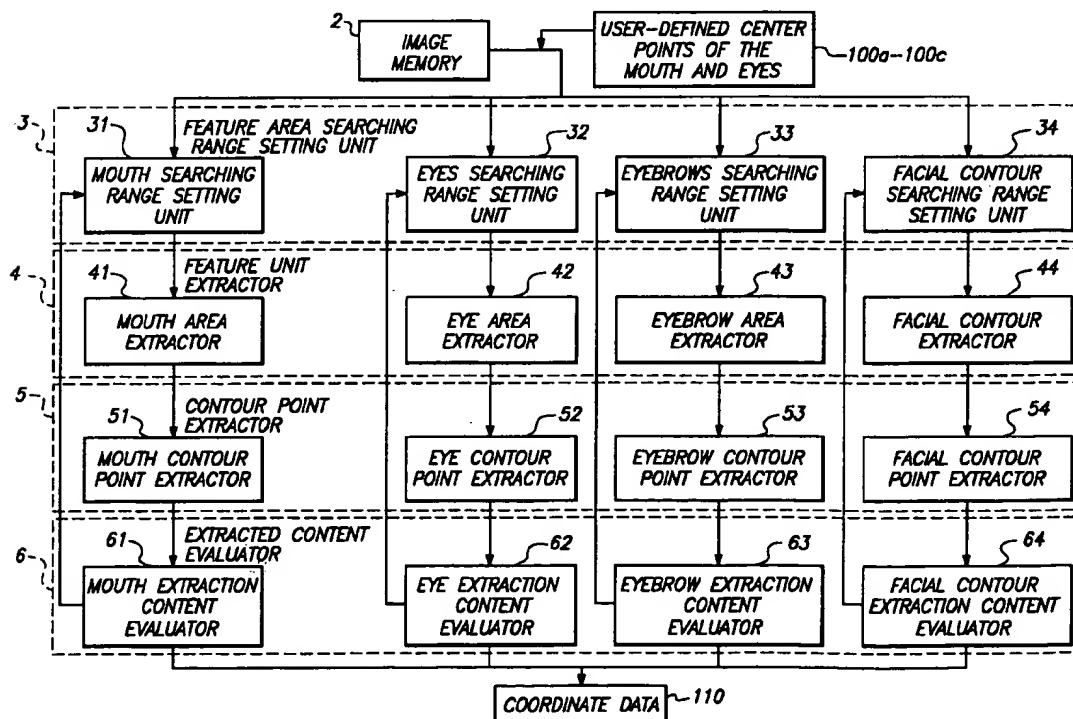 2
IMAGE
MEMORY
USER-DEFINED CENTER
POINTS OF THE
MOUTH AND EYES
100a-100c
3
31
FEATURE AREA SEARCHING
RANGE SETTING UNIT
32
33
34
MOUTH SEARCHING
RANGE SETTING
UNIT
EYES SEARCHING
RANGE SETTING
UNIT
EYEBROWS SEARCHING
RANGE SETTING
UNIT
FACIAL CONTOUR
SEARCHING RANGE
SETTING UNIT
4
41
FEATURE UNIT
EXTRACTOR
42
43
44
MOUTH AREA
EXTRACTOR
EYE AREA
EXTRACTOR
EYEBROW AREA
EXTRACTOR
FACIAL CONTOUR
EXTRACTOR
5
51
CONTOUR POINT
EXTRACTOR
52
53
54
MOUTH CONTOUR
POINT EXTRACTOR
EYE CONTOUR
POINT EXTRACTOR
EYEBROW CONTOUR
POINT EXTRACTOR
FACIAL CONTOUR
POINT EXTRACTOR
6
61
EXTRACTED CONTENT
EVALUATOR
62
63
64
MOUTH EXTRACTION
CONTENT
EVALUATOR
EYE EXTRACTION
CONTENT
EVALUATOR
EYEBROW EXTRACTION
CONTENT
EVALUATOR
FACIAL CONTOUR
EXTRACTION CONTENT
EVALUATOR
COORDINATE DATA
110